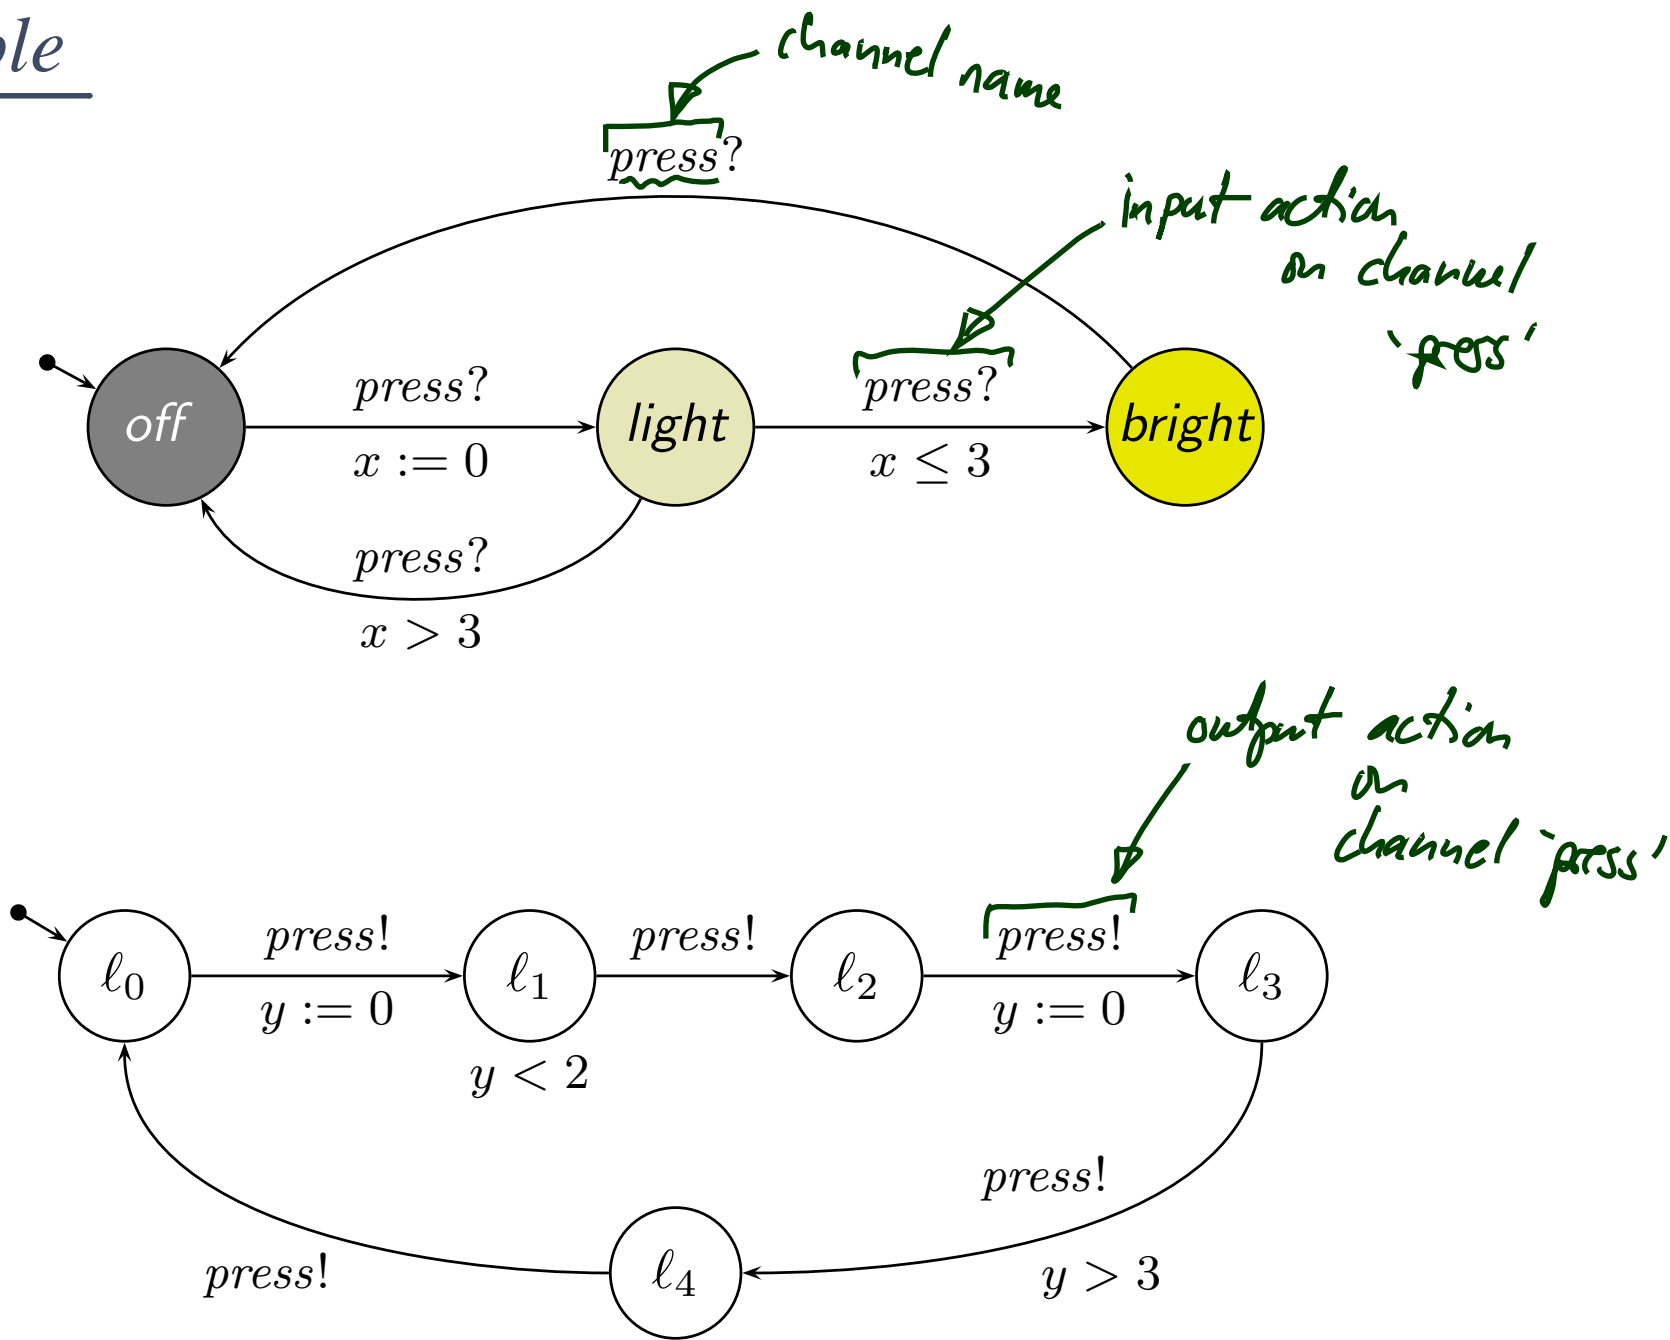 ple
channel name
press?
input action
on channel
'press'
press?
press?
off
light
bright
x := 0
x ≤ 3
press?
x > 3
output action
on
channel 'press'
press!
press!
press!
ℓ0
ℓ1
ℓ2
ℓ3
y := 0
y := 0
y < 2
press!
press!
ℓ4
y > 3